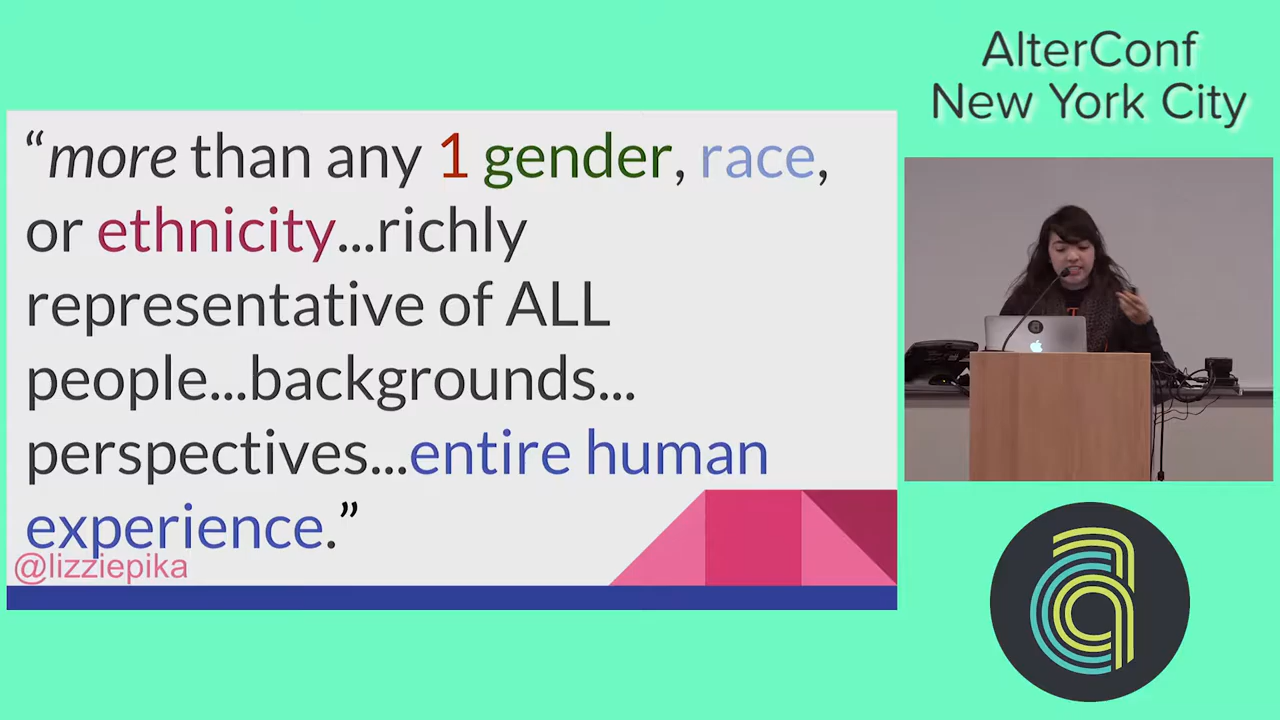 AlterConf
New York City
“more than any 1 gender, race,
or ethnicity...richly
representative of ALL
people...backgrounds...
perspectives...entire human
experience.”
@lizziepika